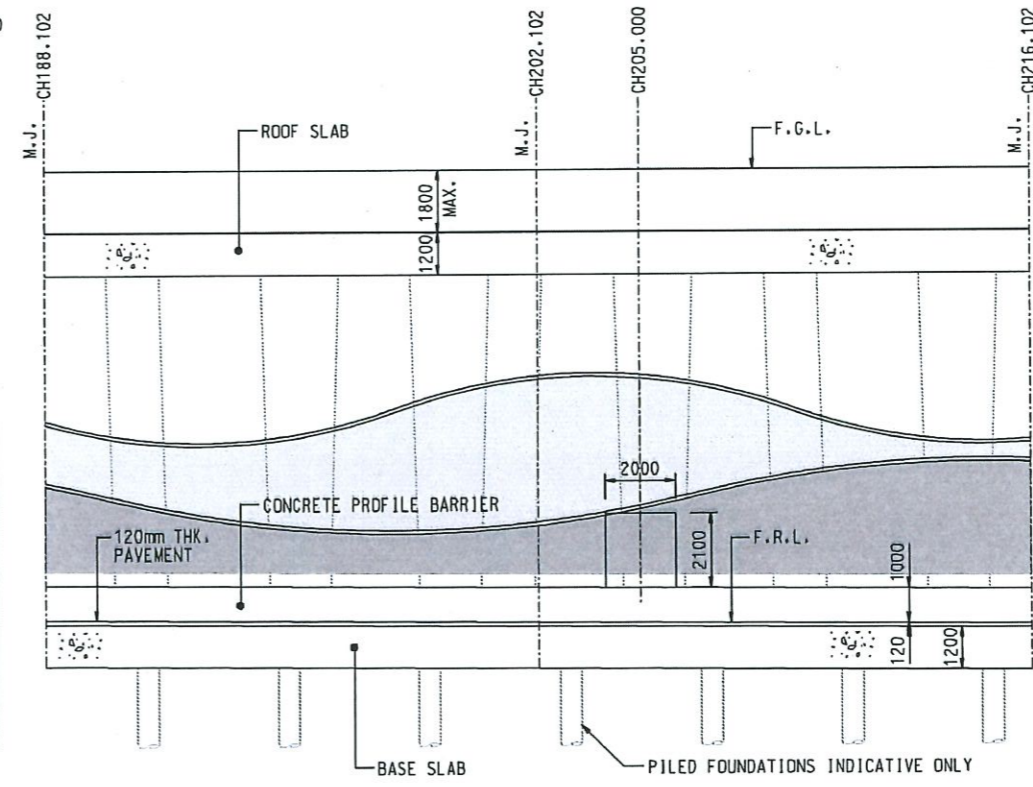 CH188.102
M.J.
CH202.102
M.J.
CH205.000
CH216.102
M.J.
ROOF SLAB
F.G.L.
1800
MAX.
1200
2000
CONCRETE PROFILE BARRIER
120mm THK.
PAVEMENT
2100
F.R.L.
1000
120
1200
BASE SLAB
PILED FOUNDATIONS INDICATIVE ONLY